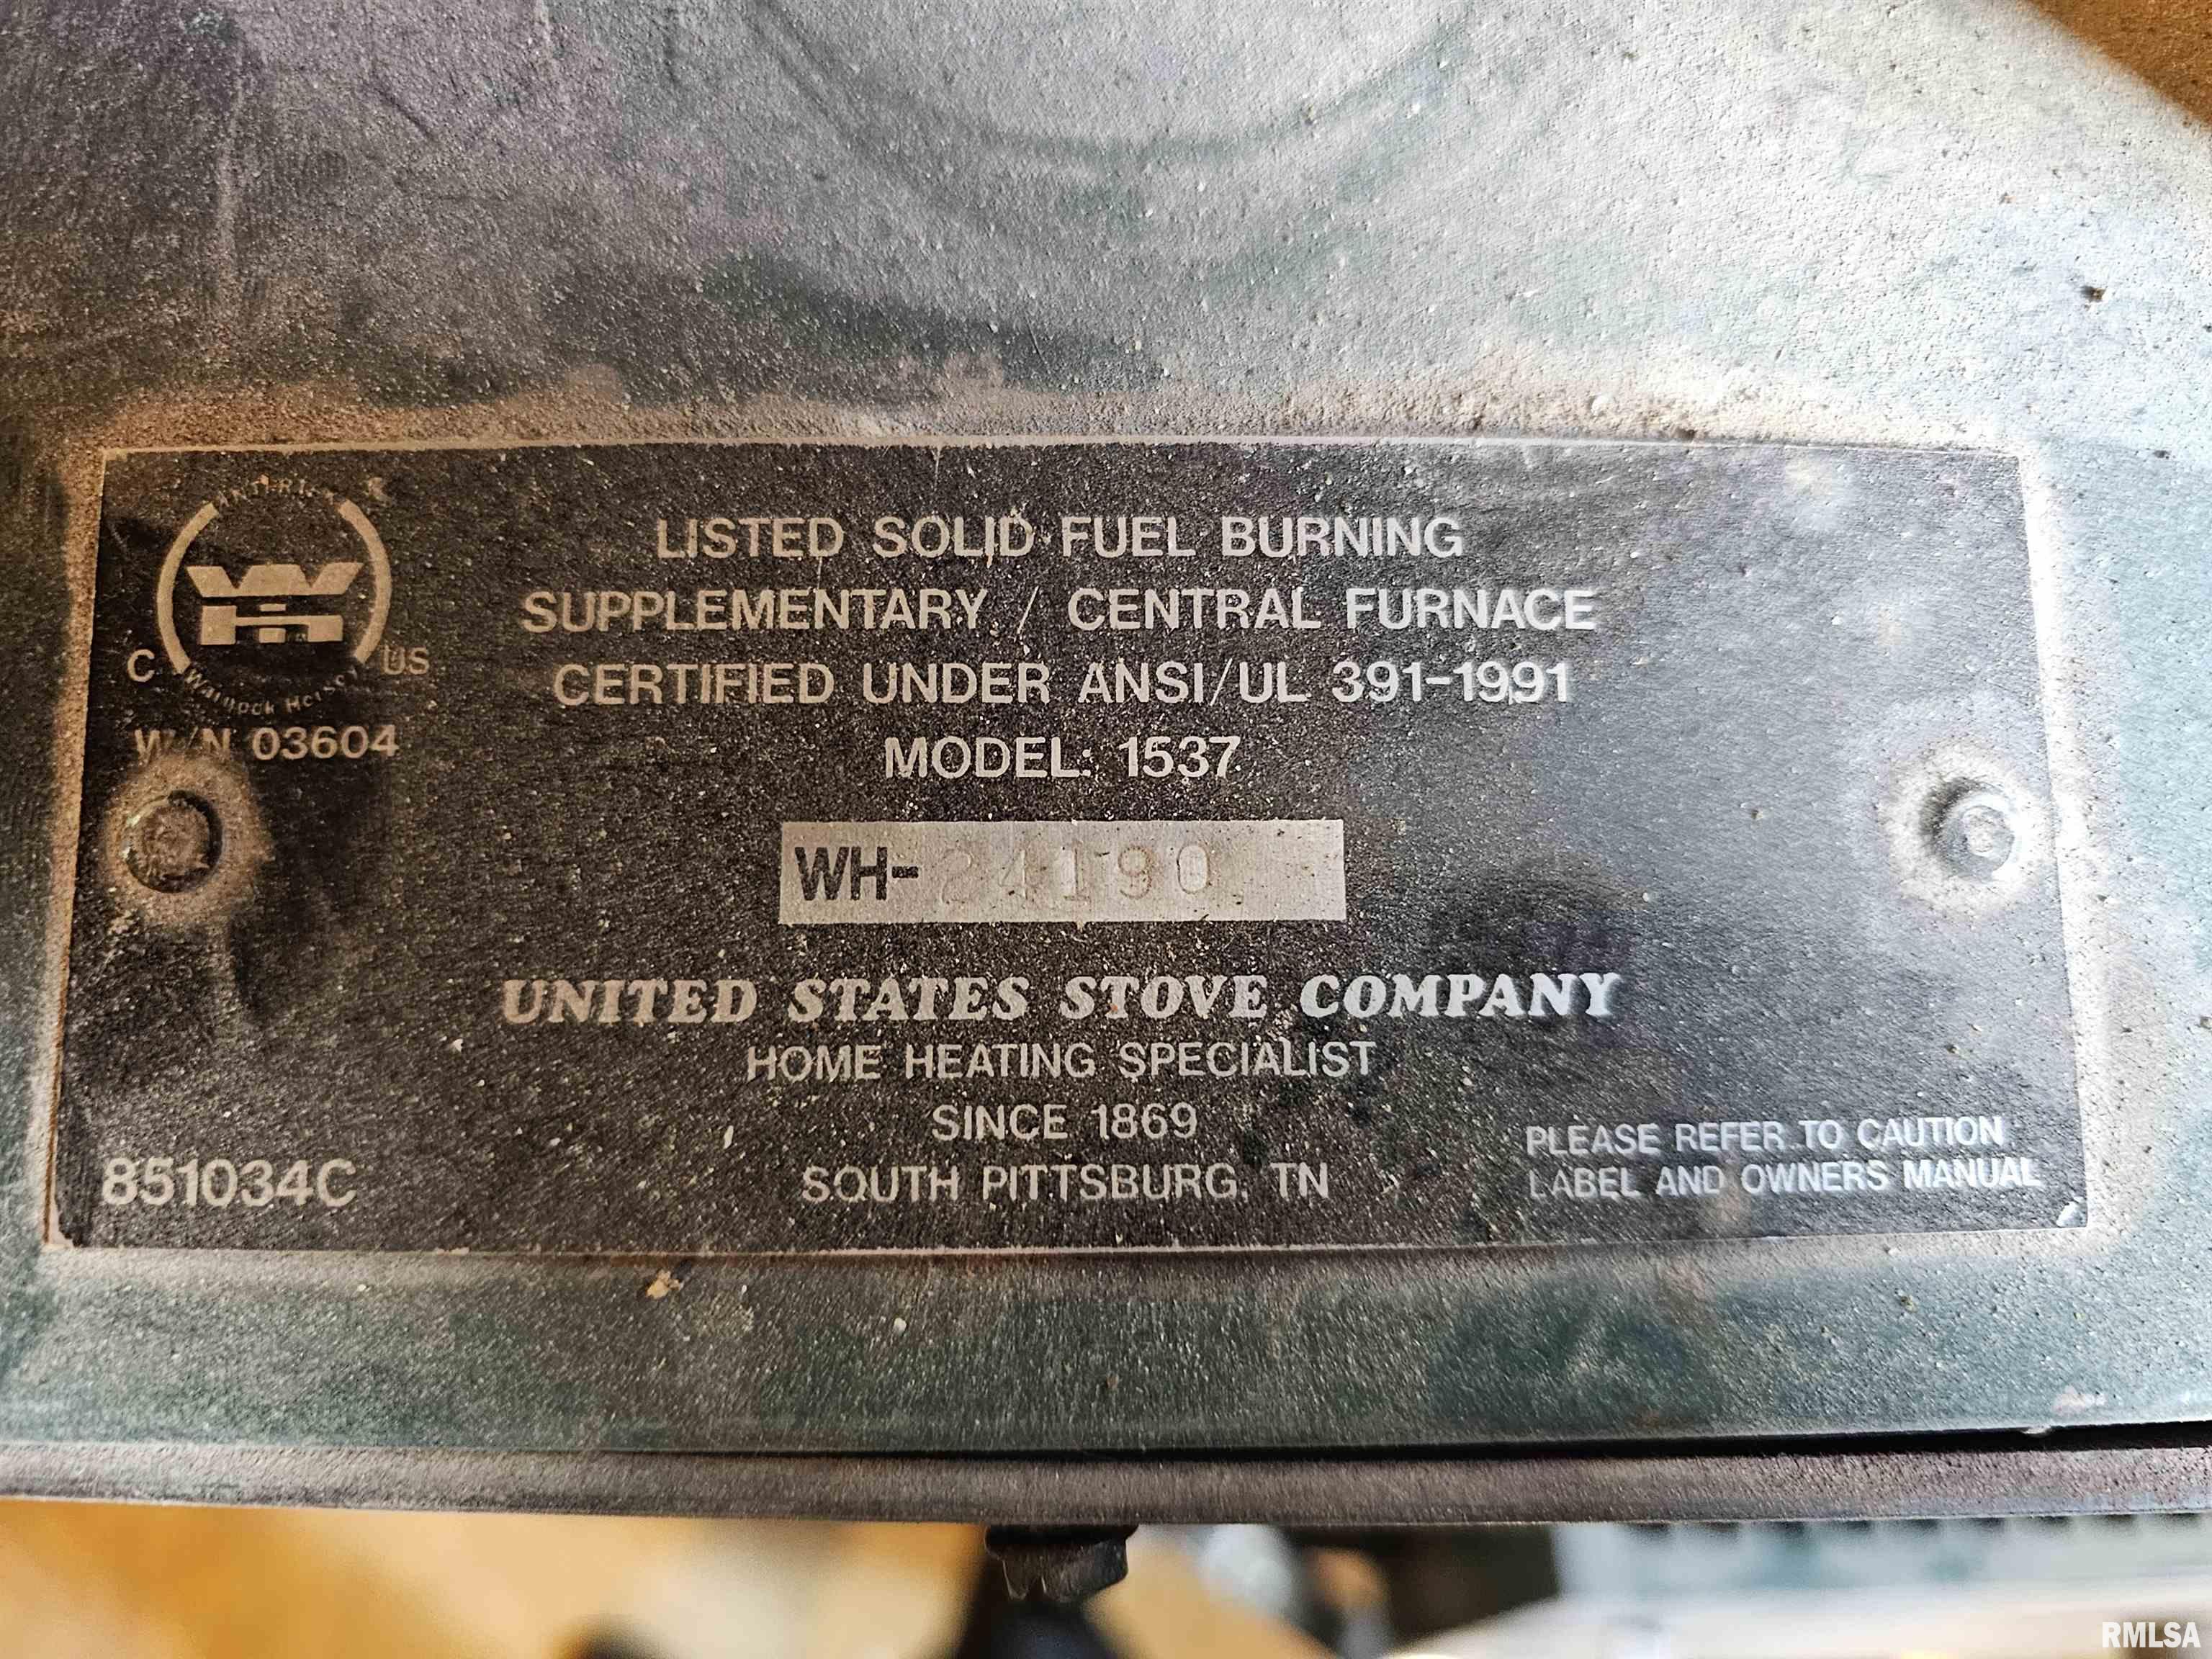 C US
Warnock Hersey
W/N 03604
LISTED SOLID FUEL BURNING
SUPPLEMENTARY / CENTRAL FURNACE
CERTIFIED UNDER ANSI/UL 391-1991
MODEL: 1537
WH-24190
UNITED STATES STOVE COMPANY
HOME HEATING SPECIALIST
SINCE 1869
SOUTH PITTSBURG, TN
851034C
PLEASE REFER TO CAUTION
LABEL AND OWNERS MANUAL
RMLSA